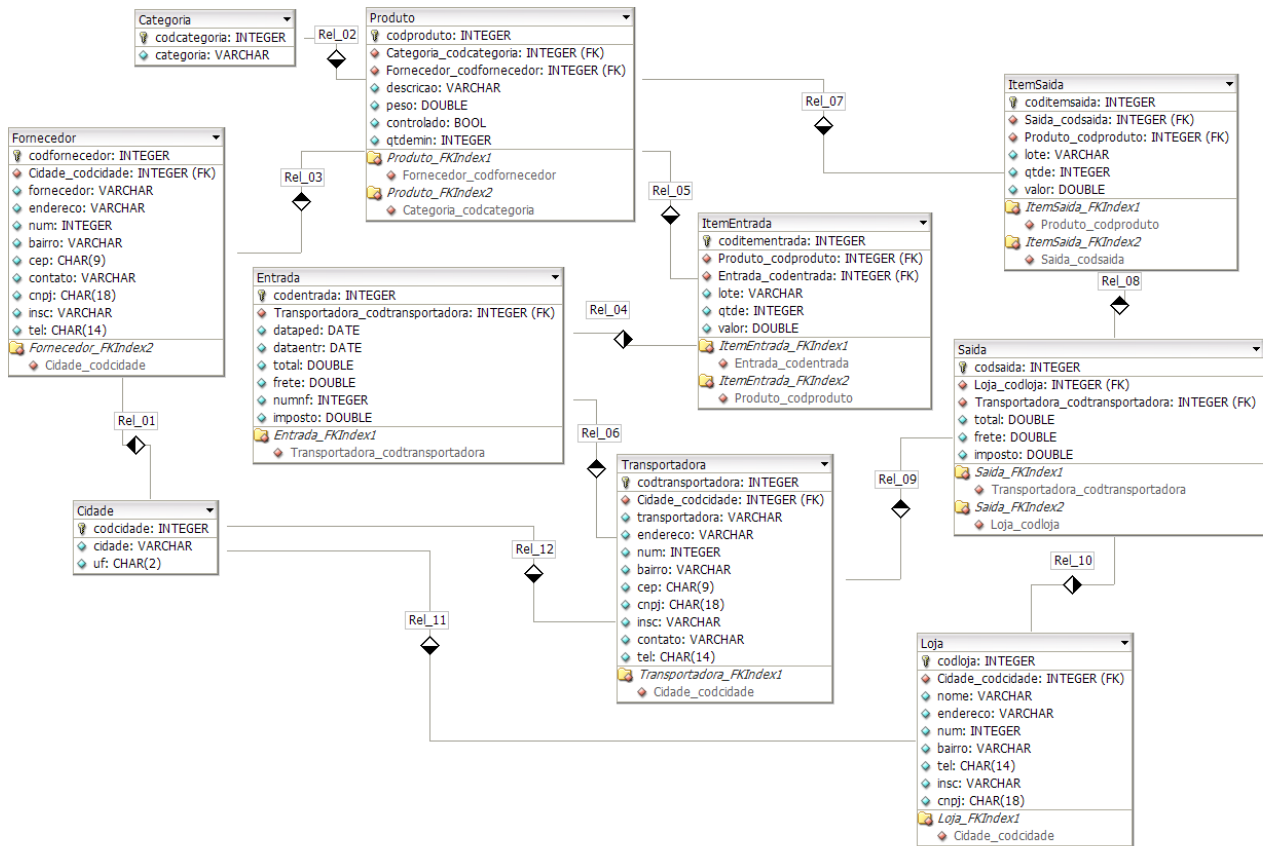 Categoria
codcategoria: INTEGER
categoria: VARCHAR
Rel_02
Produto
codproduto: INTEGER
Categoria_codcategoria: INTEGER (FK)
Fornecedor_codfornecedor: INTEGER (FK)
descricao: VARCHAR
peso: DOUBLE
controlado: BOOL
qtdemin: INTEGER
Produto_FKIndex1
Fornecedor_codfornecedor
Produto_FKIndex2
Categoria_codcategoria
Rel_07
ItemSaida
coditemsaida: INTEGER
Saida_codsaida: INTEGER (FK)
Produto_codproduto: INTEGER (FK)
lote: VARCHAR
qtde: INTEGER
valor: DOUBLE
ItemSaida_FKIndex1
Produto_codproduto
ItemSaida_FKIndex2
Saida_codsaida
Fornecedor
codfornecedor: INTEGER
Cidade_codcidade: INTEGER (FK)
fornecedor: VARCHAR
endereco: VARCHAR
num: INTEGER
bairro: VARCHAR
cep: CHAR(9)
contato: VARCHAR
cnpj: CHAR(18)
insc: VARCHAR
tel: CHAR(14)
Fornecedor_FKIndex2
Cidade_codcidade
Rel_03
Rel_05
ItemEntrada
coditementrada: INTEGER
Produto_codproduto: INTEGER (FK)
Entrada_codentrada: INTEGER (FK)
lote: VARCHAR
qtde: INTEGER
valor: DOUBLE
ItemEntrada_FKIndex1
Entrada_codentrada
ItemEntrada_FKIndex2
Produto_codproduto
Entrada
codentrada: INTEGER
Transportadora_codtransportadora: INTEGER (FK)
dataped: DATE
dataentr: DATE
total: DOUBLE
frete: DOUBLE
numnf: INTEGER
imposto: DOUBLE
Entrada_FKIndex1
Transportadora_codtransportadora
Rel_04
Rel_08
Saida
codsaida: INTEGER
Loja_codloja: INTEGER (FK)
Transportadora_codtransportadora: INTEGER (FK)
total: DOUBLE
frete: DOUBLE
imposto: DOUBLE
Saida_FKIndex1
Transportadora_codtransportadora
Saida_FKIndex2
Loja_codloja
Rel_01
Rel_06
Transportadora
codtransportadora: INTEGER
Cidade_codcidade: INTEGER (FK)
transportadora: VARCHAR
endereco: VARCHAR
num: INTEGER
bairro: VARCHAR
cep: CHAR(9)
cnpj: CHAR(18)
insc: VARCHAR
contato: VARCHAR
tel: CHAR(14)
Transportadora_FKIndex1
Cidade_codcidade
Rel_09
Cidade
codcidade: INTEGER
cidade: VARCHAR
uf: CHAR(2)
Rel_12
Rel_10
Rel_11
Loja
codloja: INTEGER
Cidade_codcidade: INTEGER (FK)
nome: VARCHAR
endereco: VARCHAR
num: INTEGER
bairro: VARCHAR
tel: CHAR(14)
insc: VARCHAR
cnpj: CHAR(18)
Loja_FKIndex1
Cidade_codcidade